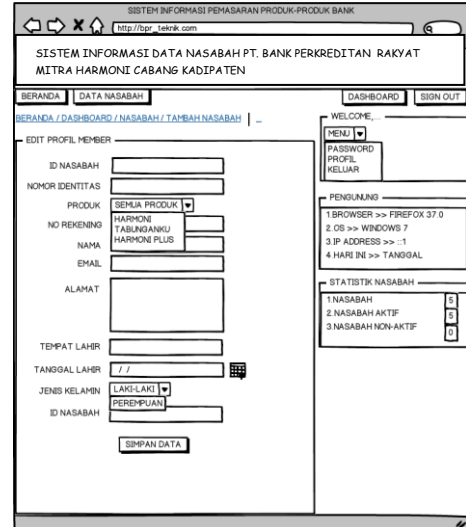 SISTEM INFORMASI PEMASARAN PRODUK-PRODUK BANK
http://bpr_teknik.com
SISTEM INFORMASI DATA NASABAH PT. BANK PERKREDITAN RAKYAT
MITRA HARMONI CABANG KADIPATEN
BERANDA DATA NASABAH DASHBOARD SIGN OUT
BERANDA / DASHBOARD / NASABAH / TAMBAH NASABAH | ...
EDIT PROFIL MEMBER
ID NASABAH
NOMOR IDENTITAS
PRODUK SEMUA PRODUK
HARMONI
TABUNGANKU
HARMONI PLUS
NO REKENING
NAMA
EMAIL
ALAMAT
TEMPAT LAHIR
TANGGAL LAHIR / /
JENIS KELAMIN LAKI-LAKI
PEREMPUAN
ID NASABAH
SIMPAN DATA
WELCOME,...
MENU
PASSWORD
PROFIL
KELUAR
PENGUNUNG
1.BROWSER >> FIREFOX 37.0
2.OS >> WINDOWS 7
3.IP ADDRESS >> ::1
4.HARI INI >> TANGGAL
STATISTIK NASABAH
1.NASABAH 5
2.NASABAH AKTIF 5
3.NASABAH NON-AKTIF 0